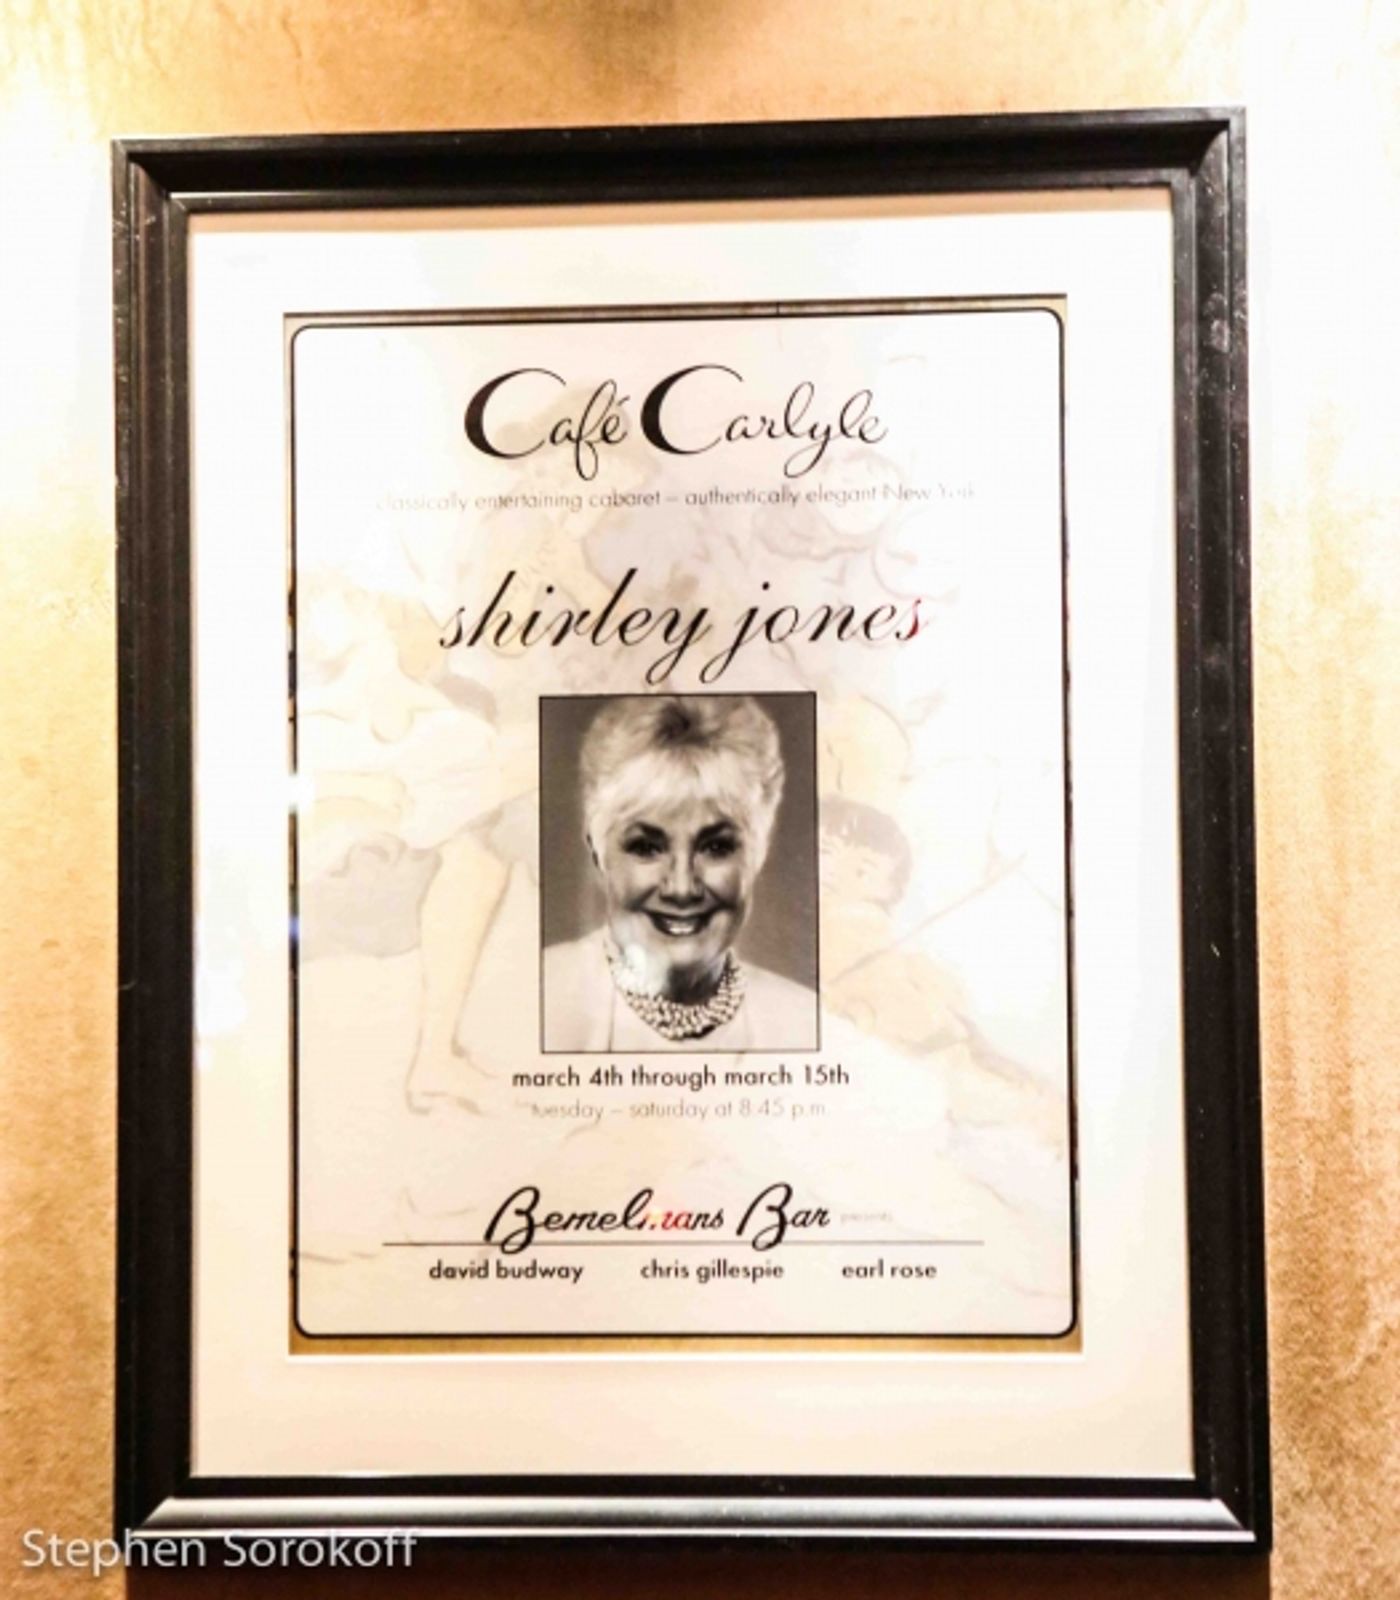 Café Carlyle
classically entertaining cabaret – authentically elegant New York
shirley jones
march 4th through march 15th
tuesday – saturday at 8:45 p.m.
Bemelmans Bar presents
david budway chris gillespie earl rose
Stephen Sorokoff